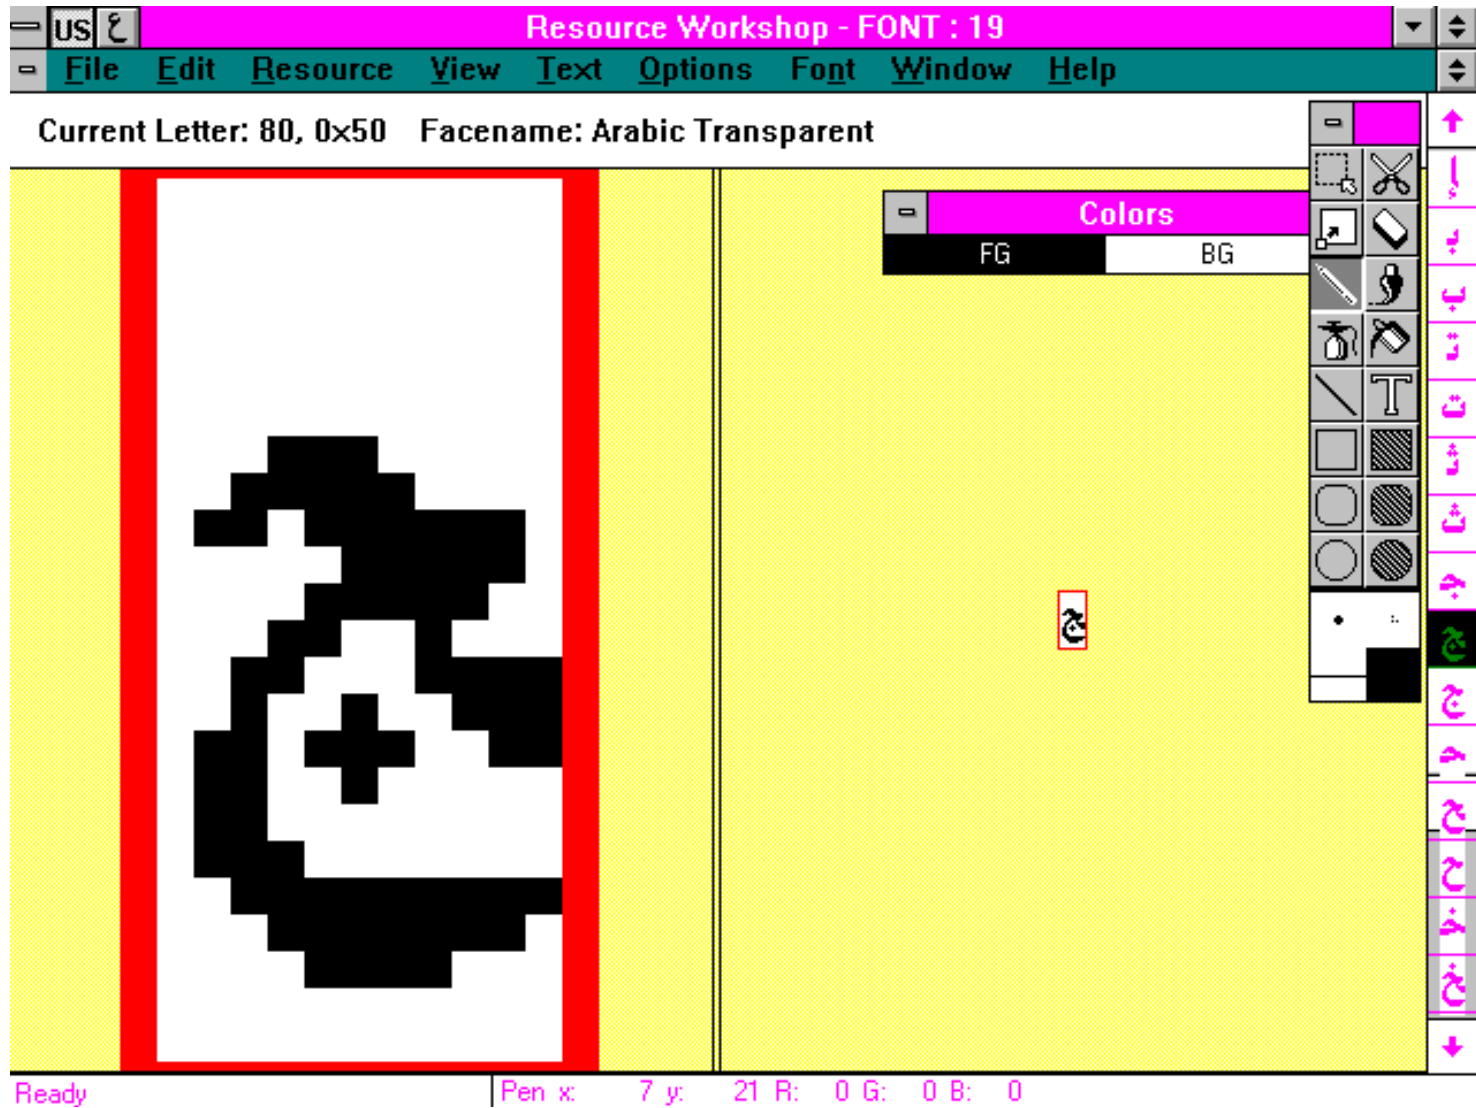 US ع Resource Workshop - FONT : 19
File Edit Resource View Text Options Font Window Help
Current Letter: 80, 0x50 Facename: Arabic Transparent
Colors
FG BG
T
ج
Ready Pen x: 7 y: 21 R: 0 G: 0 B: 0